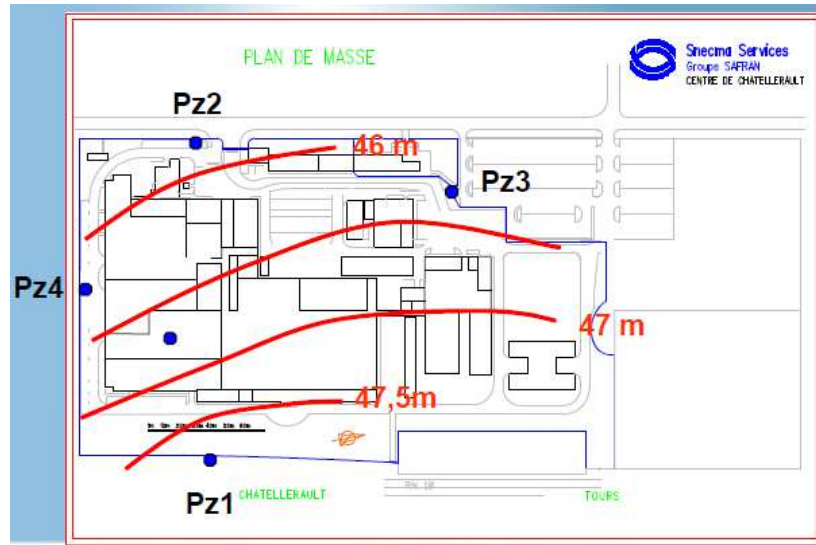 PLAN DE MASSE
Snecma Services
Groupe SAFRAN
CENTRE DE CHATELLERAULT
Pz2
46 m
Pz3
Pz4
47 m
47,5m
Pz1
CHATELLERAULT
TOURS